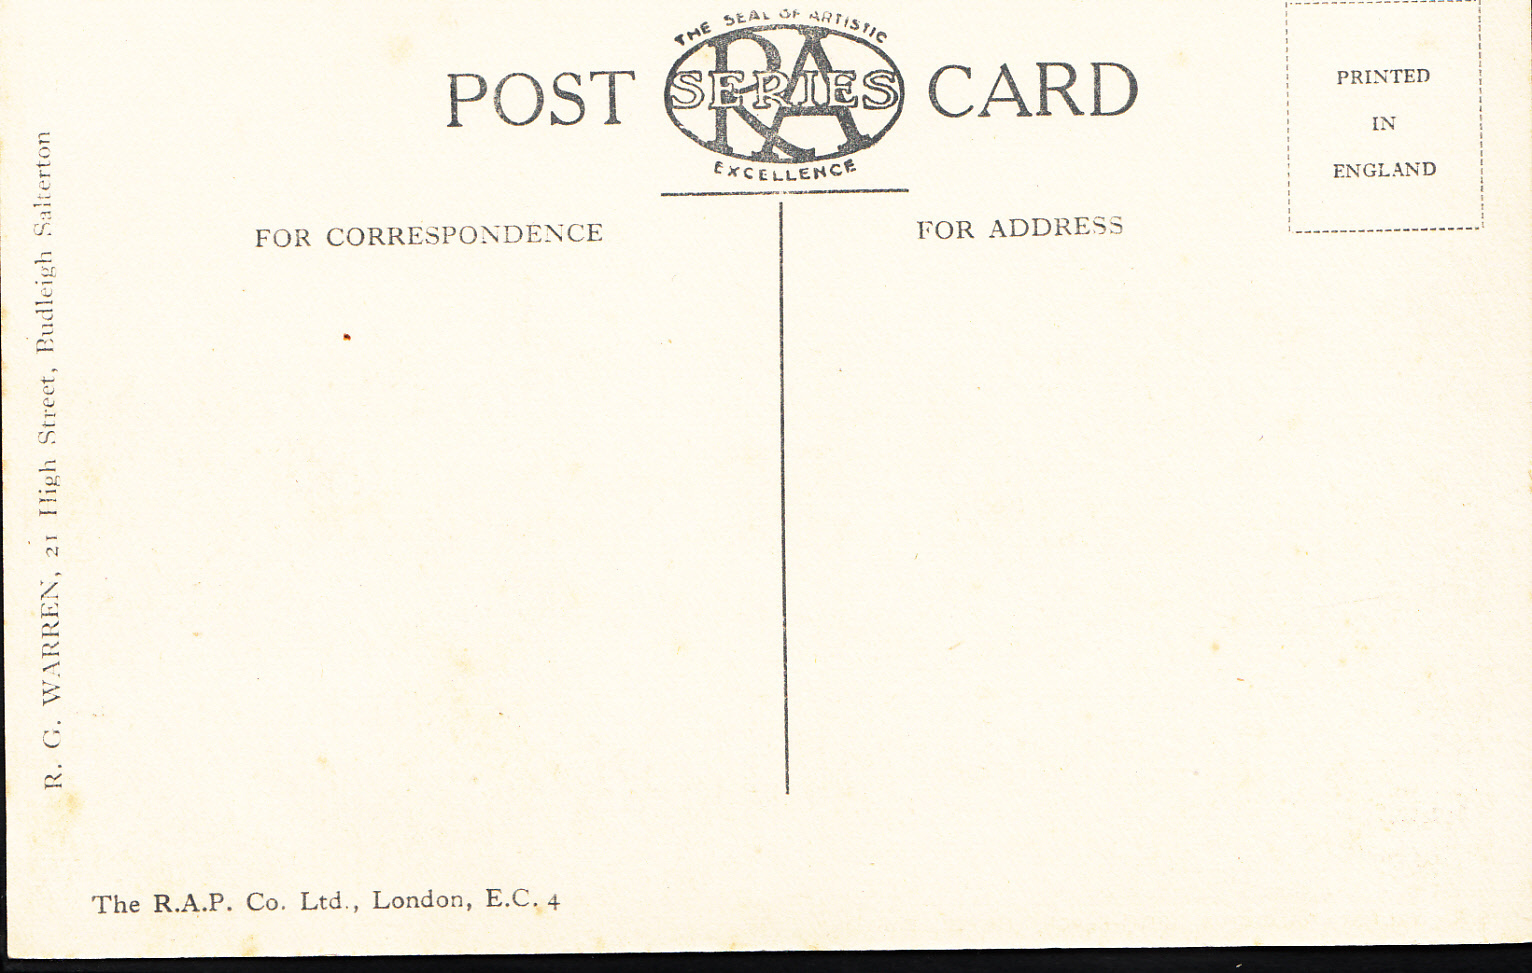 THE SEAL OF ARTISTIC
POST RA SERIES CARD
EXCELLENCE
PRINTED
IN
ENGLAND
FOR CORRESPONDENCE
FOR ADDRESS
R. G. WARREN, 21 High Street, Budleigh Salterton
The R.A.P. Co. Ltd., London, E.C. 4